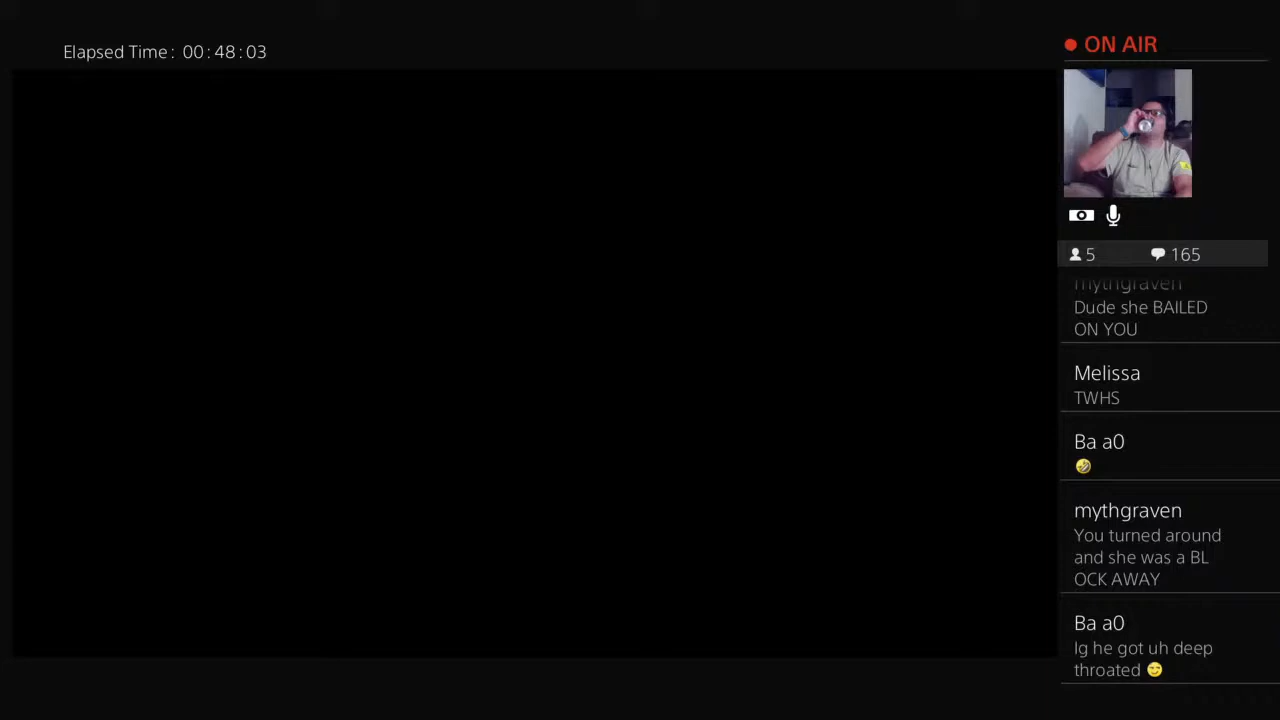 Elapsed Time: 00:48:03
ON AIR
5 165
mythgraven
Dude she BAILED
ON YOU
Melissa
TWHS
Ba a0
🤣
mythgraven
You turned around
and she was a BL
OCK AWAY
Ba a0
Ig he got uh deep
throated 😏